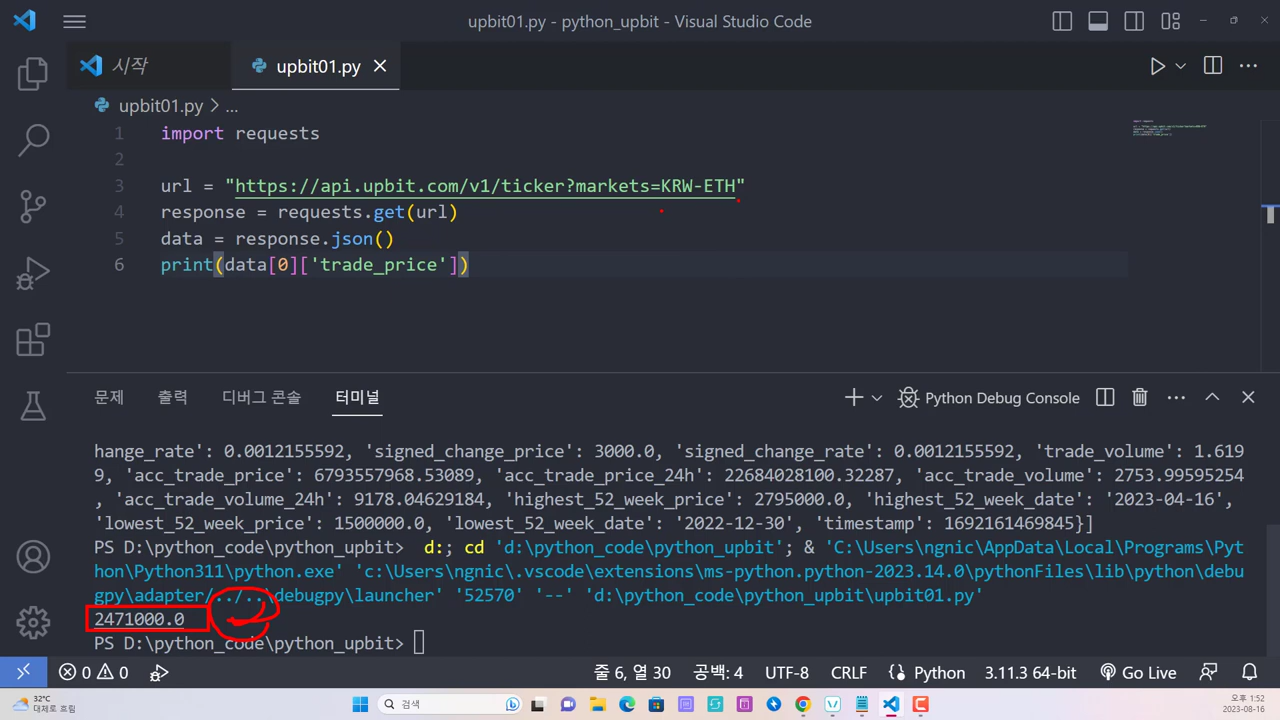 upbit01.py - python_upbit - Visual Studio Code
시작
upbit01.py
upbit01.py > ...
1 import requests
2
3 url = "https://api.upbit.com/v1/ticker?markets=KRW-ETH"
4 response = requests.get(url)
5 data = response.json()
6 print(data[0]['trade_price'])
문제 출력 디버그 콘솔 터미널 Python Debug Console
hange_rate': 0.0012155592, 'signed_change_price': 3000.0, 'signed_change_rate': 0.0012155592, 'trade_volume': 1.619
9, 'acc_trade_price': 6793557968.53089, 'acc_trade_price_24h': 22684028100.32287, 'acc_trade_volume': 2753.99595254
, 'acc_trade_volume_24h': 9178.04629184, 'highest_52_week_price': 2795000.0, 'highest_52_week_date': '2023-04-16',
'lowest_52_week_price': 1500000.0, 'lowest_52_week_date': '2022-12-30', 'timestamp': 1692161469845}]
PS D:\python_code\python_upbit> d:; cd 'd:\python_code\python_upbit'; & 'C:\Users\ngnic\AppData\Local\Programs\Pyt
hon\Python311\python.exe' 'c:\Users\ngnic\.vscode\extensions\ms-python.python-2023.14.0\pythonFiles\lib\python\debu
gpy\adapter/../..\debugpy\launcher' '52570' '--' 'd:\python_code\python_upbit\upbit01.py'
2471000.0
PS D:\python_code\python_upbit>
0 0 줄 6, 열 30 공백: 4 UTF-8 CRLF Python 3.11.3 64-bit Go Live
32°C
대체로 흐림
검색
오후 1:52
2023-08-16